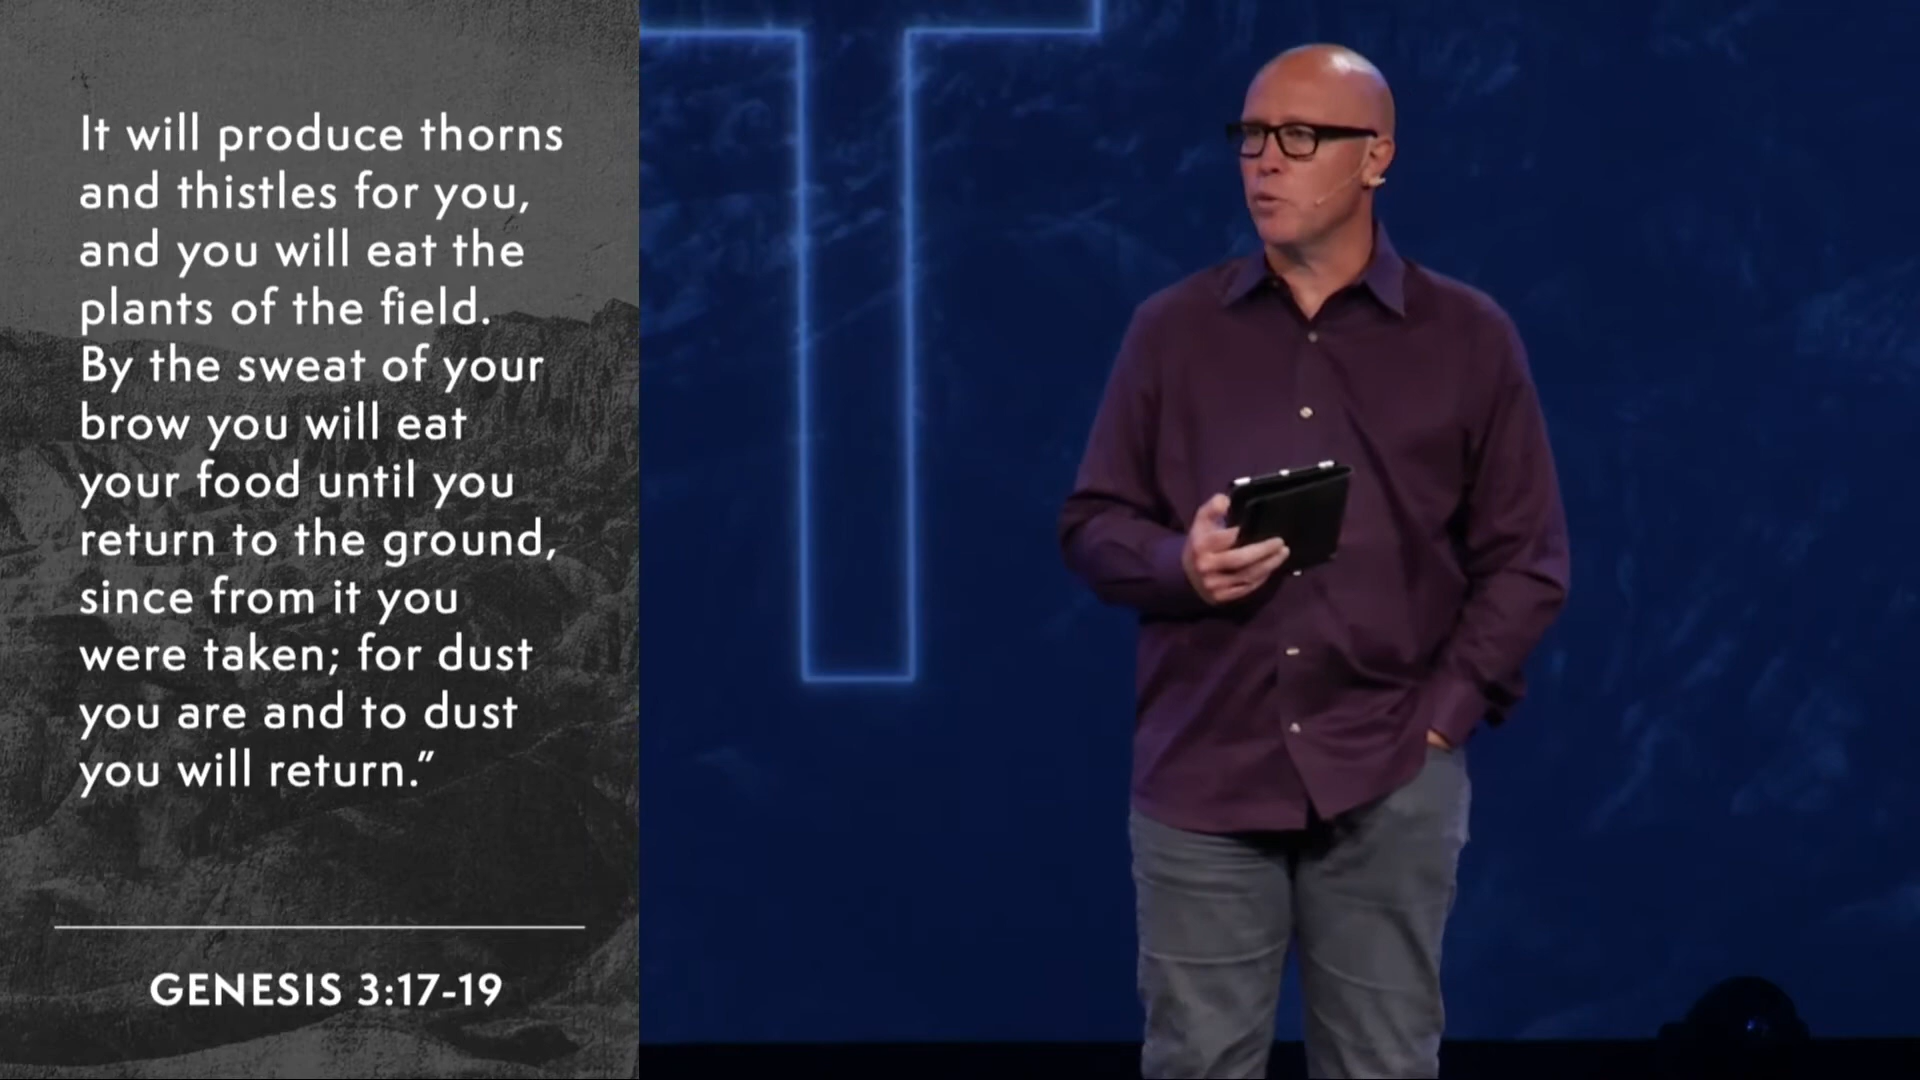 It will produce thorns
and thistles for you,
and you will eat the
plants of the field.
By the sweat of your
brow you will eat
your food until you
return to the ground,
since from it you
were taken; for dust
you are and to dust
you will return.”
GENESIS 3:17-19
T